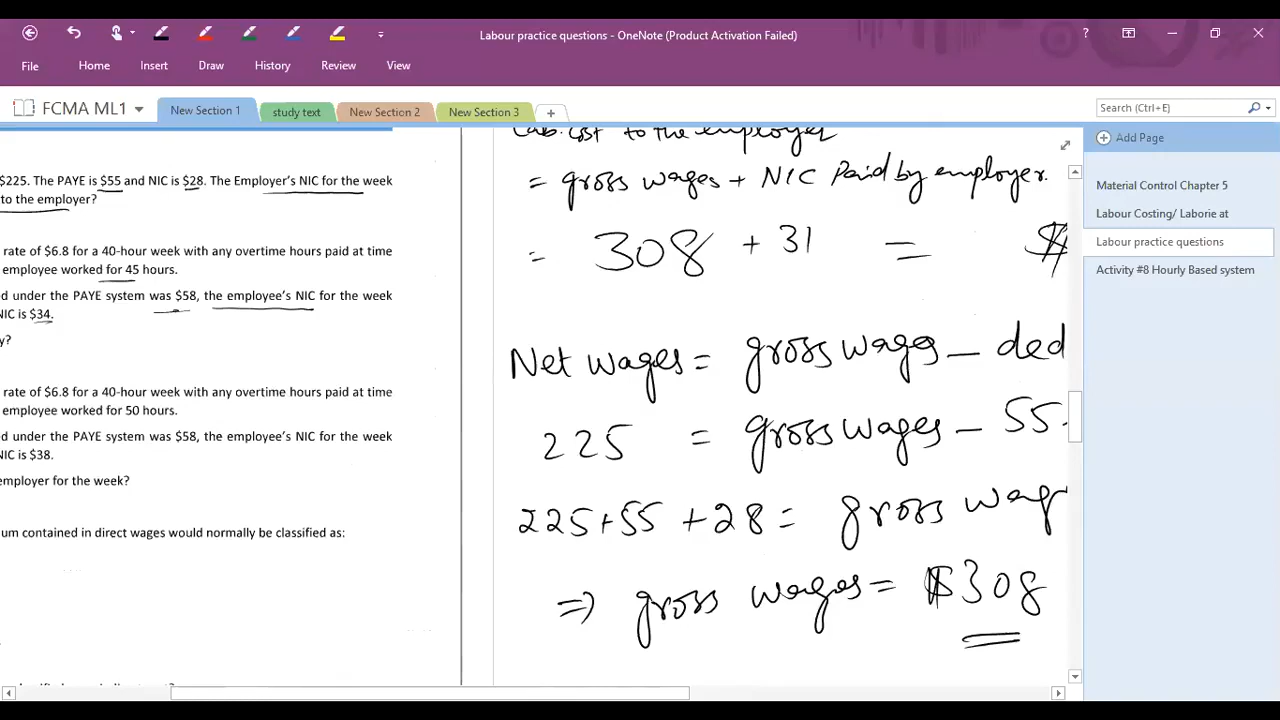 Labour practice questions - OneNote (Product Activation Failed)
?
File
Home
Insert
Draw
History
Review
View
FCMA ML1
New Section 1
study text
New Section 2
New Section 3
Search (Ctrl+E)
$225. The PAYE is $55 and NIC is $28. The Employer's NIC for the week
to the employer?
rate of $6.8 for a 40-hour week with any overtime hours paid at time
employee worked for 45 hours.
ed under the PAYE system was $58, the employee's NIC for the week
NIC is $34.
y?
rate of $6.8 for a 40-hour week with any overtime hours paid at time
employee worked for 50 hours.
ed under the PAYE system was $58, the employee's NIC for the week
NIC is $38.
employer for the week?
um contained in direct wages would normally be classified as:
Lab. cost to the employer
= gross wages + NIC Paid by employer.
= 308 + 31 = $
Net wages = gross wages - ded
225 = gross wages - 55
225+55 +28 = gross wag
⇒ gross wages = $308
Add Page
Material Control Chapter 5
Labour Costing/ Laborie at
Labour practice questions
Activity #8 Hourly Based system